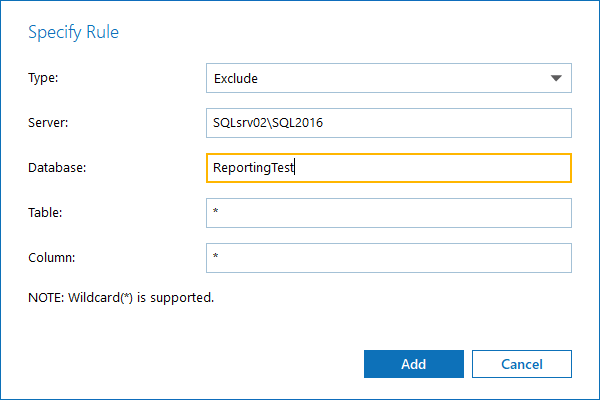 Specify Rule
Type: Exclude
Server: SQLsrv02\SQL2016
Database: ReportingTest
Table: *
Column: *
NOTE: Wildcard(*) is supported.
Add Cancel